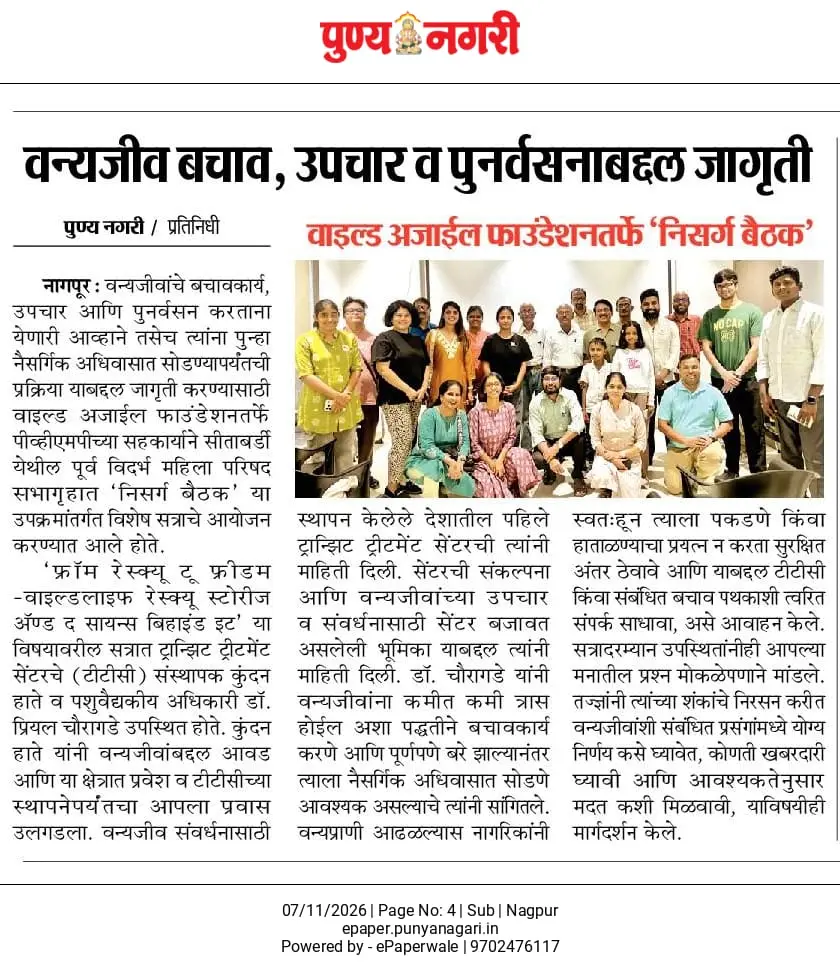 पुण्य नगरी
वन्यजीव बचाव, उपचार व पुनर्वसनाबद्दल जागृती
पुण्य नगरी / प्रतिनिधी
वाइल्ड अजाईल फाउंडेशनतर्फे ‘निसर्ग बैठक’
नागपूर : वन्यजीवांचे बचावकार्य,
उपचार आणि पुनर्वसन करताना
येणारी आव्हाने तसेच त्यांना पुन्हा
नैसर्गिक अधिवासात सोडण्यापर्यंतची
प्रक्रिया याबद्दल जागृती करण्यासाठी
वाइल्ड अजाईल फाउंडेशनतर्फे
पीव्हीएमपीच्या सहकार्याने सीताबर्डी
येथील पूर्व विदर्भ महिला परिषद
सभागृहात ‘निसर्ग बैठक’ या
उपक्रमांतर्गत विशेष सत्राचे आयोजन
करण्यात आले होते.
‘फ्रॉम रेस्क्यू टू फ्रीडम
-वाइल्डलाइफ रेस्क्यू स्टोरीज
अॅण्ड द सायन्स बिहाइंड इट’ या
विषयावरील सत्रात ट्रान्झिट ट्रीटमेंट
सेंटरचे (टीटीसी) संस्थापक कुंदन
हाते व पशुवैद्यकीय अधिकारी डॉ.
प्रियल चौरागडे उपस्थित होते. कुंदन
हाते यांनी वन्यजीवांबद्दल आवड
आणि या क्षेत्रात प्रवेश व टीटीसीच्या
स्थापनेपर्यंतचा आपला प्रवास
उलगडला. वन्यजीव संवर्धनासाठी
NO CAP
स्थापन केलेले देशातील पहिले
ट्रान्झिट ट्रीटमेंट सेंटरची त्यांनी
माहिती दिली. सेंटरची संकल्पना
आणि वन्यजीवांच्या उपचार
व संवर्धनासाठी सेंटर बजावत
असलेली भूमिका याबद्दल त्यांनी
माहिती दिली. डॉ. चौरागडे यांनी
वन्यजीवांना कमीत कमी त्रास
होईल अशा पद्धतीने बचावकार्य
करणे आणि पूर्णपणे बरे झाल्यानंतर
त्याला नैसर्गिक अधिवासात सोडणे
आवश्यक असल्याचे त्यांनी सांगितले.
वन्यप्राणी आढळल्यास नागरिकांनी
स्वतःहून त्याला पकडणे किंवा
हाताळण्याचा प्रयत्न न करता सुरक्षित
अंतर ठेवावे आणि याबद्दल टीटीसी
किंवा संबंधित बचाव पथकाशी त्वरित
संपर्क साधावा, असे आवाहन केले.
सत्रादरम्यान उपस्थितांनीही आपल्या
मनातील प्रश्न मोकळेपणाने मांडले.
तज्ज्ञांनी त्यांच्या शंकांचे निरसन करीत
वन्यजीवांशी संबंधित प्रसंगांमध्ये योग्य
निर्णय कसे घ्यावेत, कोणती खबरदारी
घ्यावी आणि आवश्यकतेनुसार
मदत कशी मिळवावी, याविषयीही
मार्गदर्शन केले.
07/11/2026 | Page No: 4 | Sub | Nagpur
epaper.punyanagari.in
Powered by - ePaperwale | 9702476117